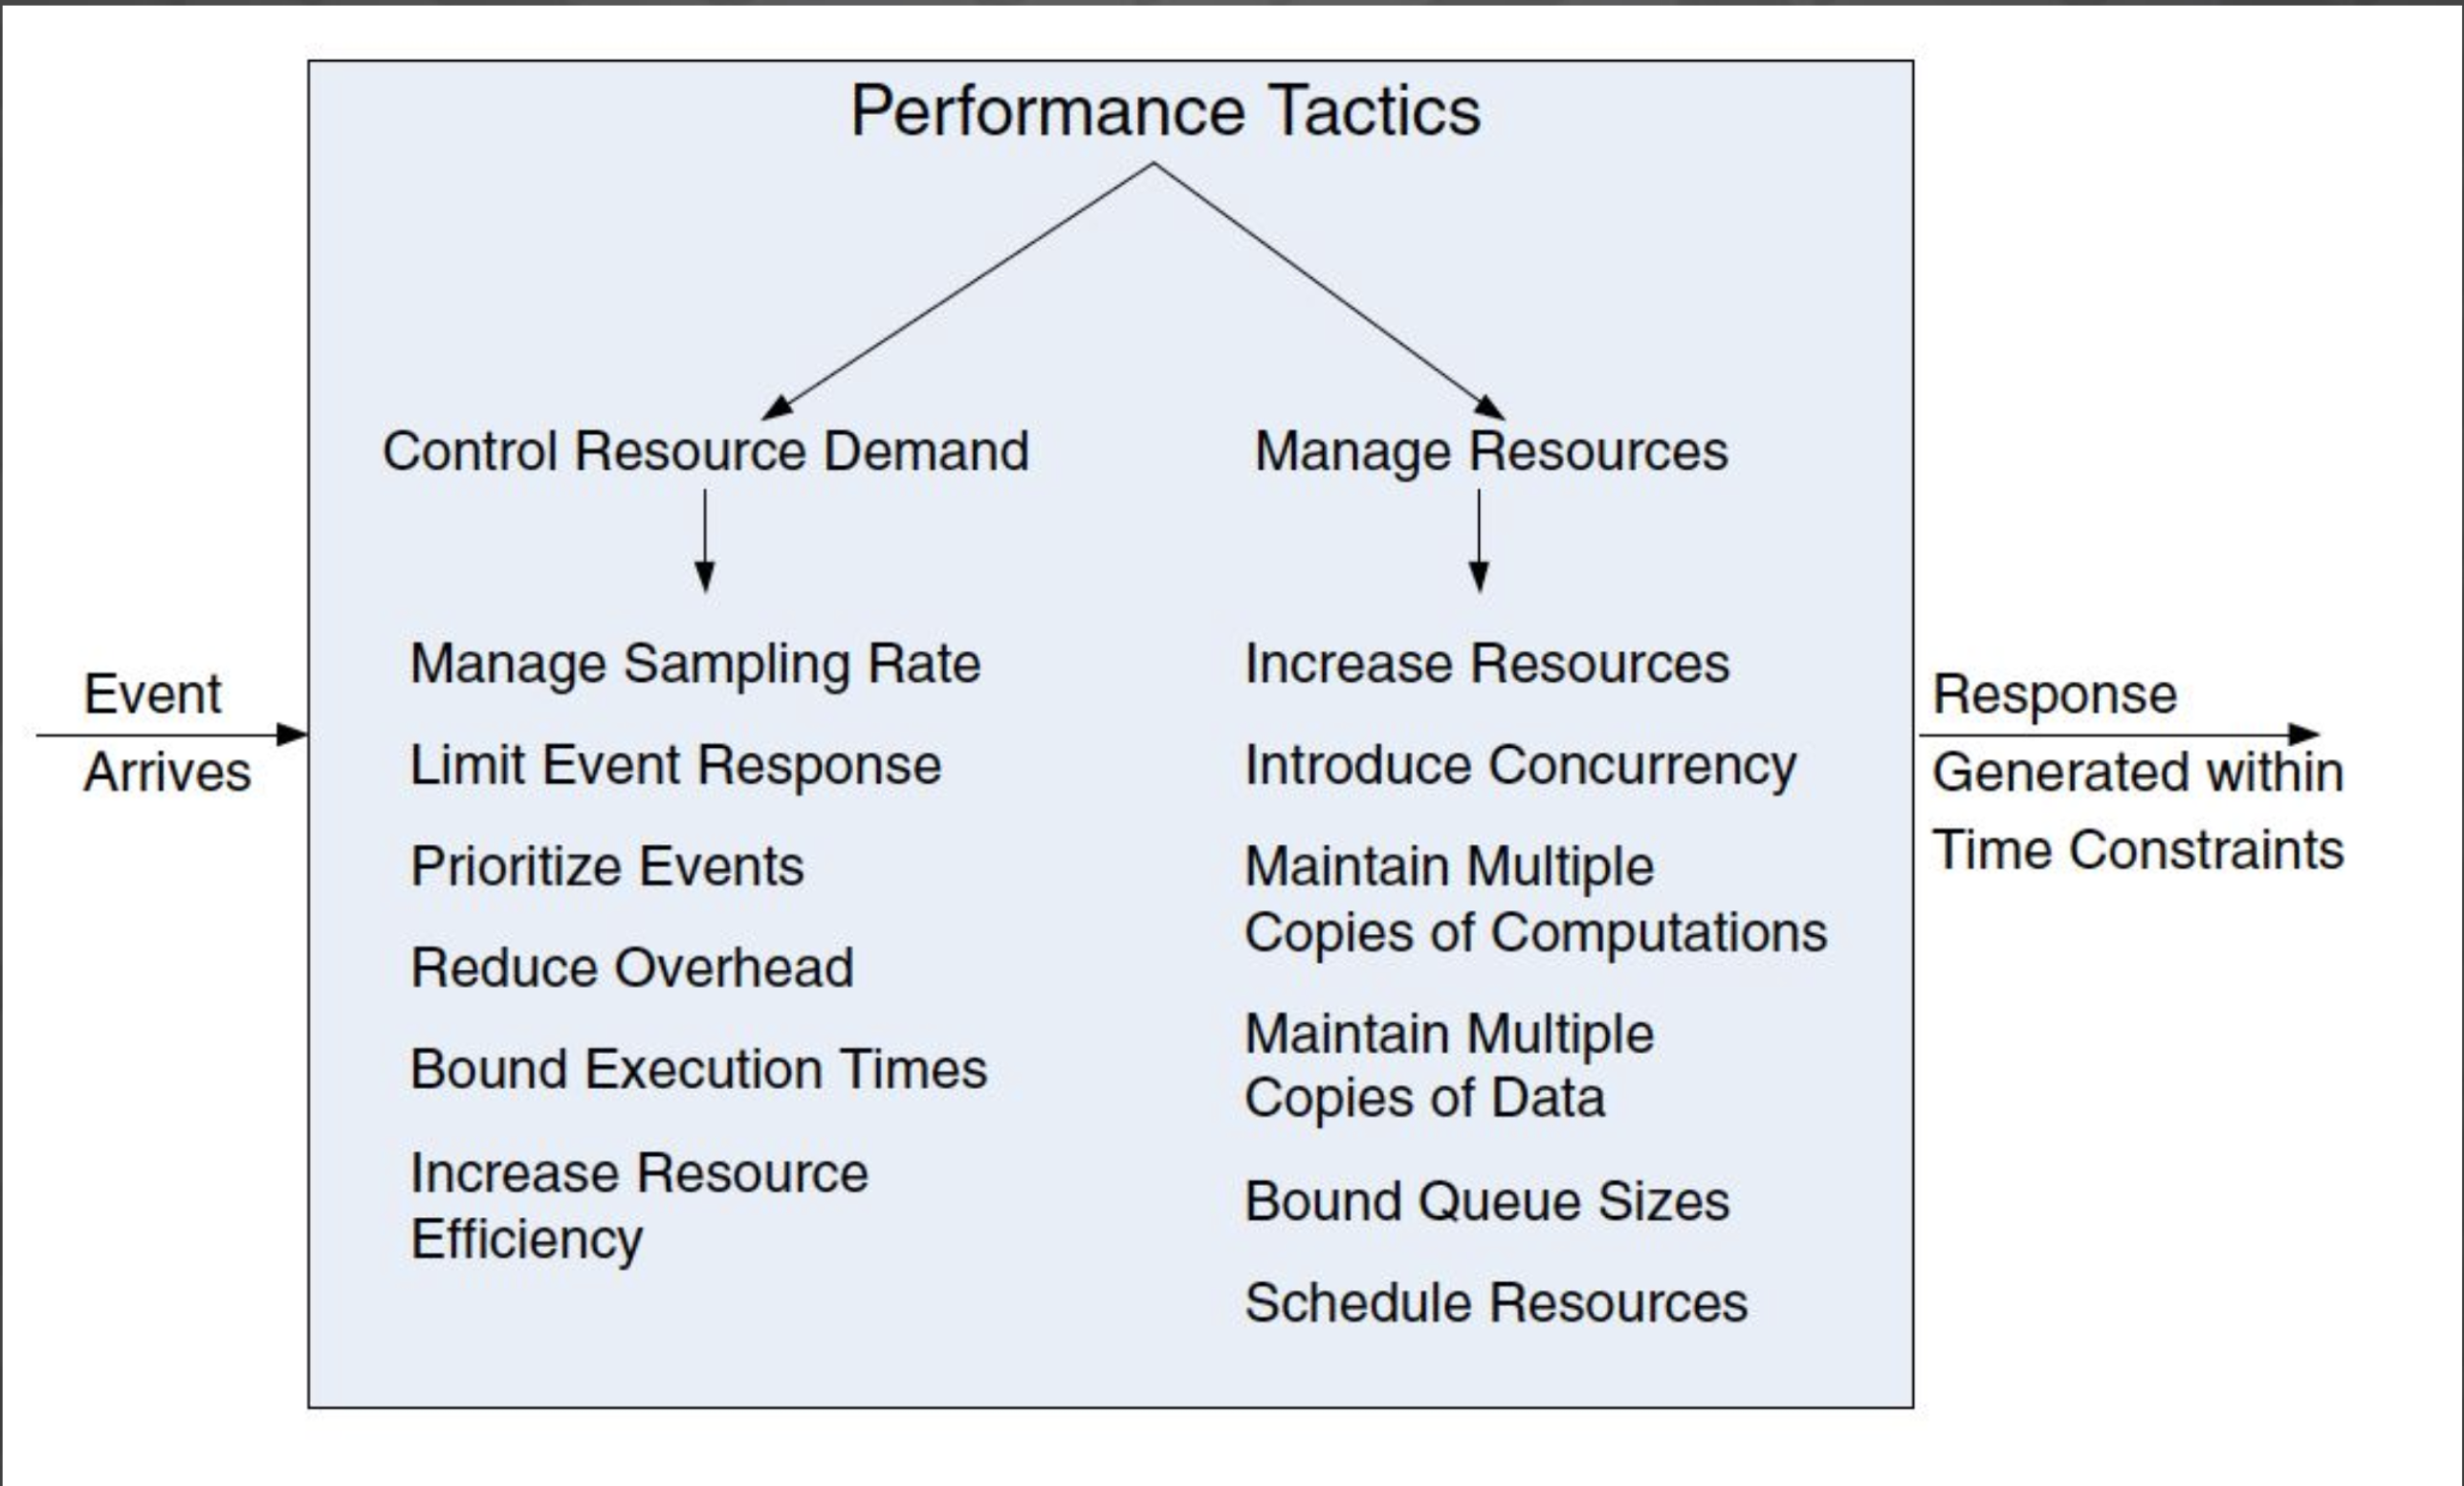 Performance Tactics
Control Resource Demand
Manage Resources
Event
Arrives
Manage Sampling Rate
Limit Event Response
Prioritize Events
Reduce Overhead
Bound Execution Times
Increase Resource
Efficiency
Increase Resources
Introduce Concurrency
Maintain Multiple
Copies of Computations
Maintain Multiple
Copies of Data
Bound Queue Sizes
Schedule Resources
Response
Generated within
Time Constraints